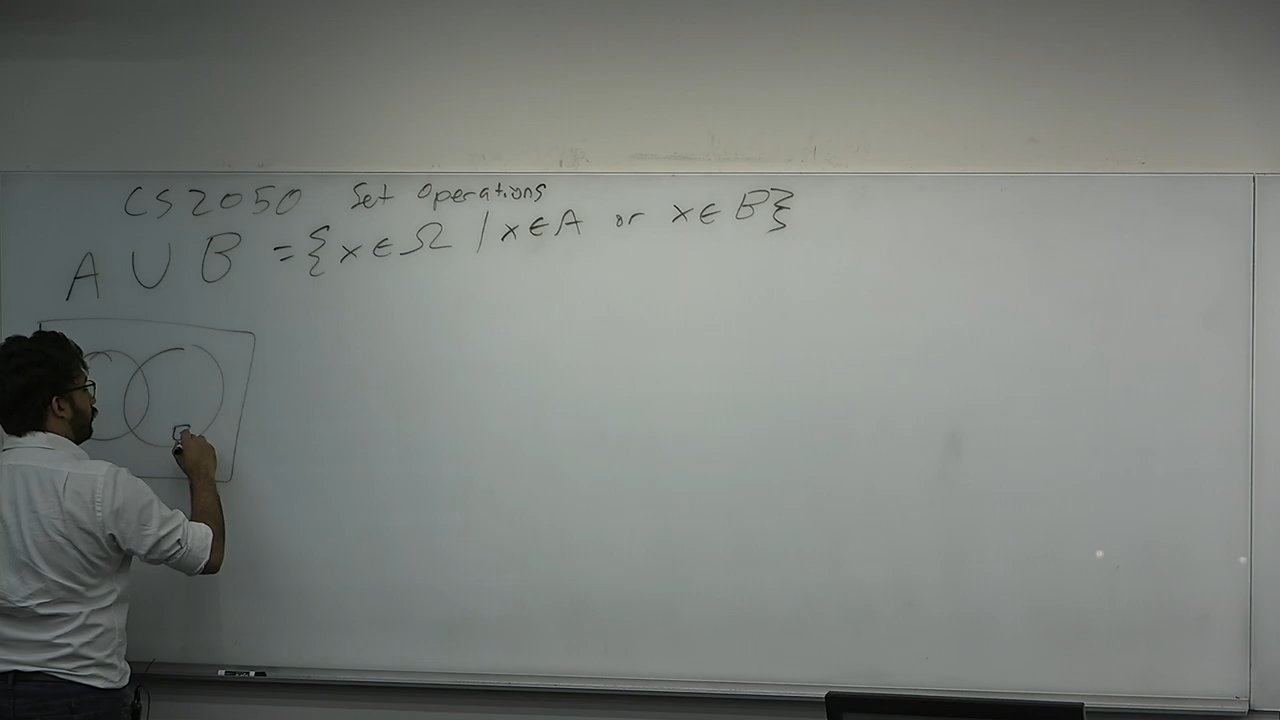 CS2050 Set Operations
A ∪ B = {x ∈ Ω | x ∈ A or x ∈ B}